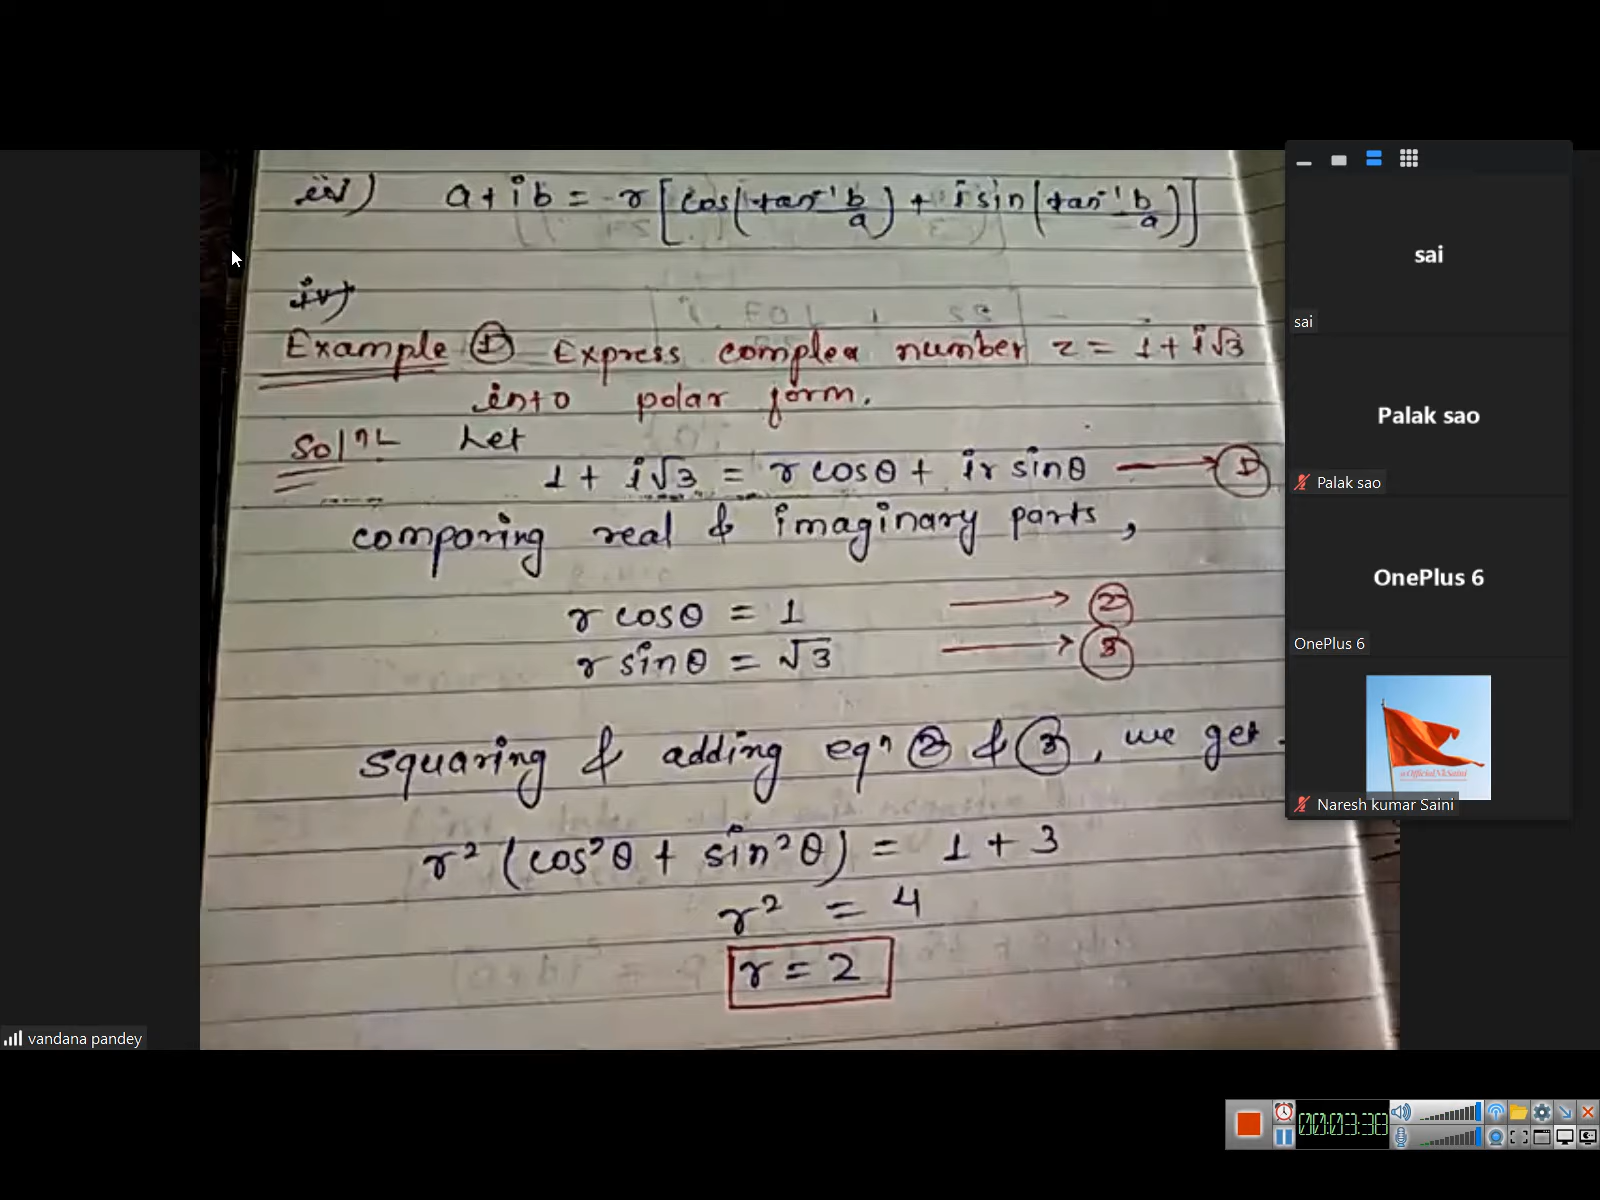 iii) a+ib = r[cos(tan⁻¹ b/a) + i sin(tan⁻¹ b/a)]
iv)
Example ① Express complex number z = 1+i√3
into polar form.
Solⁿ:- Let
1 + i√3 = r cosθ + i r sinθ → ①
comparing real & imaginary parts,
r cosθ = 1 → ②
r sinθ = √3 → ③
squaring & adding eqⁿ ② & ③, we get.
r² (cos²θ + sin²θ) = 1 + 3
r² = 4
r = 2
sai
sai
Palak sao
Palak sao
OnePlus 6
OnePlus 6
@OfficialNkSaini
Naresh kumar Saini
vandana pandey
00:03:38